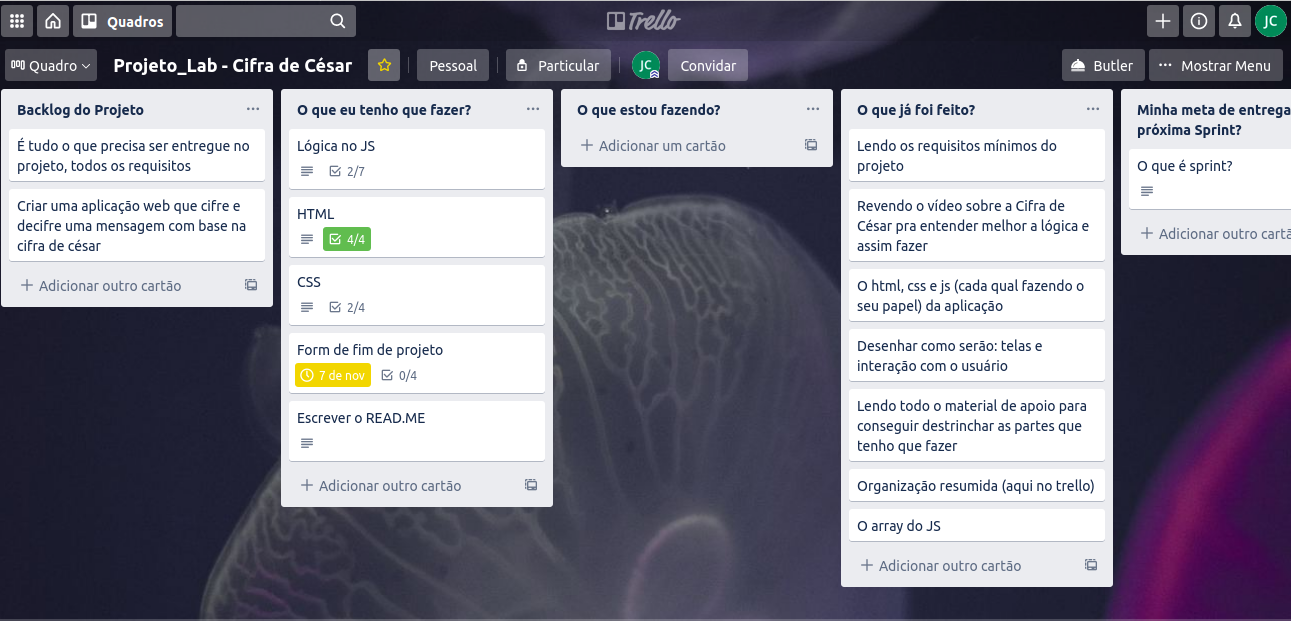 Quadros
Trello
JC
Quadro
Projeto_Lab - Cifra de César
Pessoal
Particular
JC
Convidar
Butler
Mostrar Menu
Backlog do Projeto
É tudo o que precisa ser entregue no
projeto, todos os requisitos
Criar uma aplicação web que cifre e
decifre uma mensagem com base na
cifra de césar
Adicionar outro cartão
O que eu tenho que fazer?
Lógica no JS
2/7
HTML
4/4
CSS
2/4
Form de fim de projeto
7 de nov
0/4
Escrever o READ.ME
Adicionar outro cartão
O que estou fazendo?
Adicionar um cartão
O que já foi feito?
Lendo os requisitos mínimos do
projeto
Revendo o vídeo sobre a Cifra de
César pra entender melhor a lógica e
assim fazer
O html, css e js (cada qual fazendo o
seu papel) da aplicação
Desenhar como serão: telas e
interação com o usuário
Lendo todo o material de apoio para
conseguir destrinchar as partes que
tenho que fazer
Organização resumida (aqui no trello)
O array do JS
Adicionar outro cartão
Minha meta de entrega
próxima Sprint?
O que é sprint?
Adicionar outro cartã